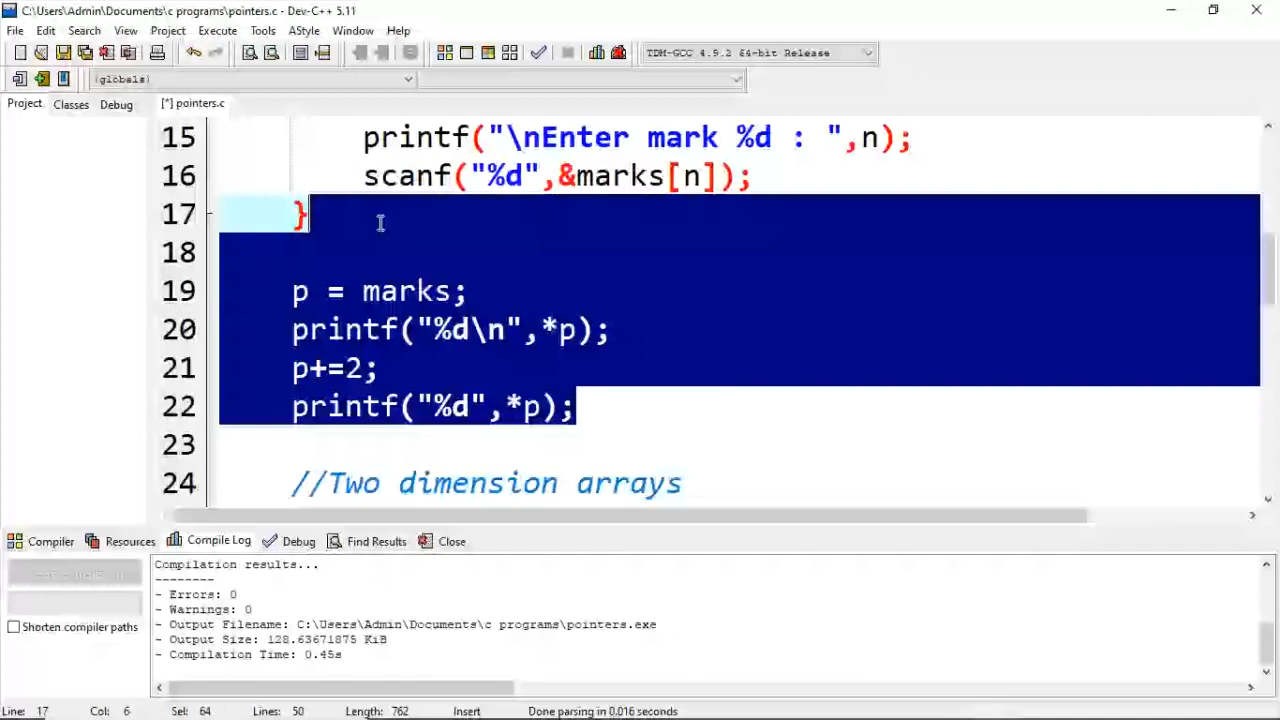 C:\Users\Admin\Documents\c programs\pointers.c - Dev-C++ 5.11
File Edit Search View Project Execute Tools AStyle Window Help
TDM-GCC 4.9.2 64-bit Release
(globals)
Project Classes Debug [*] pointers.c
15 printf("\nEnter mark %d : ",n);
16 scanf("%d",&marks[n]);
17 }
18
19 p = marks;
20 printf("%d\n",*p);
21 p+=2;
22 printf("%d",*p);
23
24 //Two dimension arrays
Compiler Resources Compile Log Debug Find Results Close
Compilation results...
--------
- Errors: 0
- Warnings: 0
- Output Filename: C:\Users\Admin\Documents\c programs\pointers.exe
- Output Size: 128.63671875 KiB
- Compilation Time: 0.45s
Shorten compiler paths
Line: 17 Col: 6 Sel: 64 Lines: 50 Length: 762 Insert Done parsing in 0.016 seconds